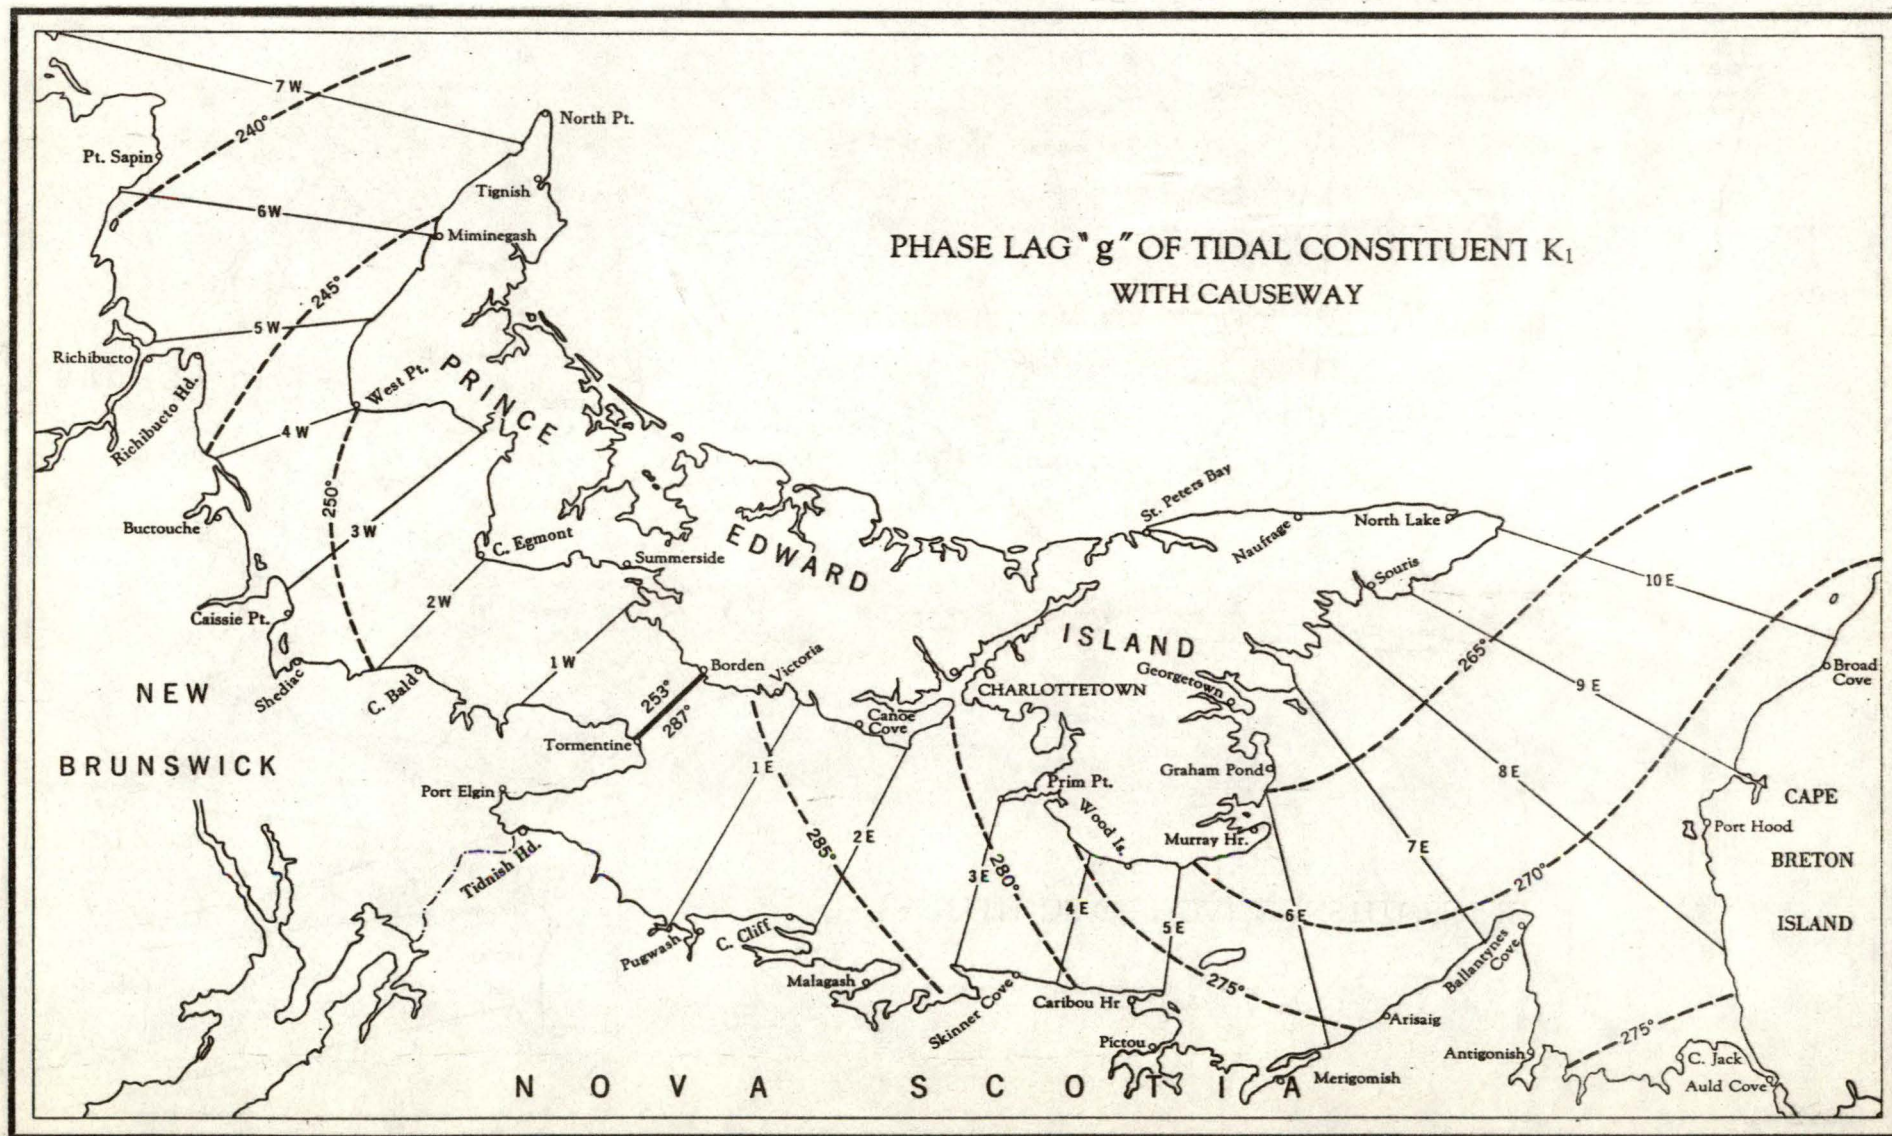 7 W
North Pt.
240°
Pt. Sapin
Tignish
6W
Miminegash
PHASE LAG "g" OF TIDAL CONSTITUENT K1
WITH CAUSEWAY
245°
5 W
Richibucto
West Pt.
PRINCE
Richibucto Hd.
4 W
250°
St. Peters Bay
Buctouche
3 W
C. Egmont
Summerside
EDWARD
Naufrage
North Lake
Souris
10 E
2W
Caissie Pt.
ISLAND
265°
1 W
Borden
Victoria
Broad
Cove
NEW
Shediac
C. Bald
253°
287°
CHARLOTTETOWN
Georgetown
9 E
Canoe
Cove
Tormentine
BRUNSWICK
1 E
Graham Pond
8 E
Port Elgin
Prim Pt.
CAPE
Wood Is.
Port Hood
285°
2 E
Murray Hr.
7 E
BRETON
Tidnish Hd.
280°
3E
270°
4 E
6E
5 E
ISLAND
Pugwash
C. Cliff
Ballantynes
Cove
Malagash
275°
Skinner Cove
Caribou Hr
Arisaig
275°
Pictou
Antigonish
C. Jack
Auld Cove
Merigomish
NOVA SCOTIA